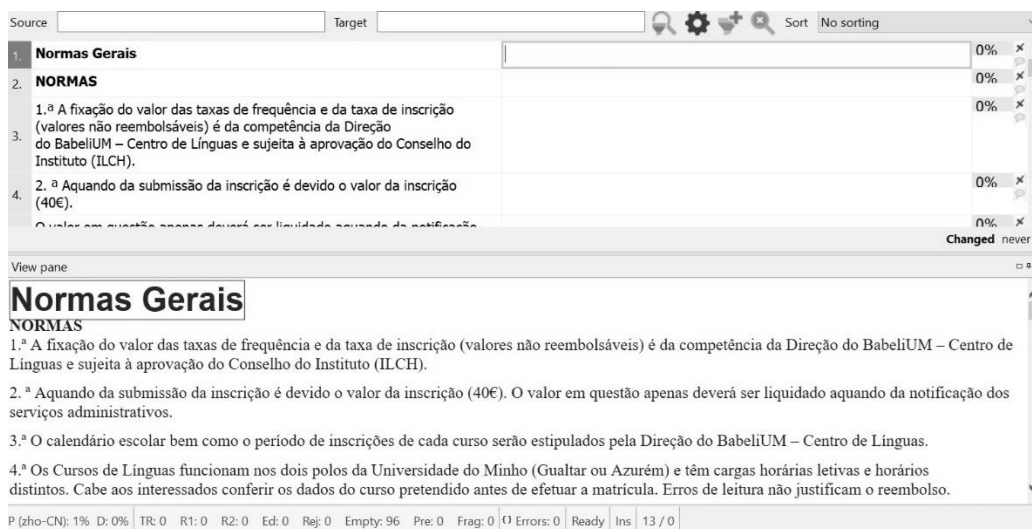 Source Target Sort No sorting
1. Normas Gerais 0%
2. NORMAS 0%
1.ª A fixação do valor das taxas de frequência e da taxa de inscrição 0%
(valores não reembolsáveis) é da competência da Direção
3.
do BabeliUM – Centro de Línguas e sujeita à aprovação do Conselho do
Instituto (ILCH).
2. ª Aquando da submissão da inscrição é devido o valor da inscrição 0%
4.
(40€).
O valor em questão apenas deverá ser liquidado aquando da notificação 0%
Changed never
View pane
Normas Gerais
NORMAS
1.ª A fixação do valor das taxas de frequência e da taxa de inscrição (valores não reembolsáveis) é da competência da Direção do BabeliUM – Centro de
Línguas e sujeita à aprovação do Conselho do Instituto (ILCH).
2. ª Aquando da submissão da inscrição é devido o valor da inscrição (40€). O valor em questão apenas deverá ser liquidado aquando da notificação dos
serviços administrativos.
3.ª O calendário escolar bem como o período de inscrições de cada curso serão estipulados pela Direção do BabeliUM – Centro de Línguas.
4.ª Os Cursos de Línguas funcionam nos dois polos da Universidade do Minho (Gualtar ou Azurém) e têm cargas horárias letivas e horários
distintos. Cabe aos interessados conferir os dados do curso pretendido antes de efetuar a matrícula. Erros de leitura não justificam o reembolso.
P (zho-CN): 1% D: 0% TR: 0 R1: 0 R2: 0 Ed: 0 Rej: 0 Empty: 96 Pre: 0 Frag: 0 Errors: 0 Ready Ins 13 / 0